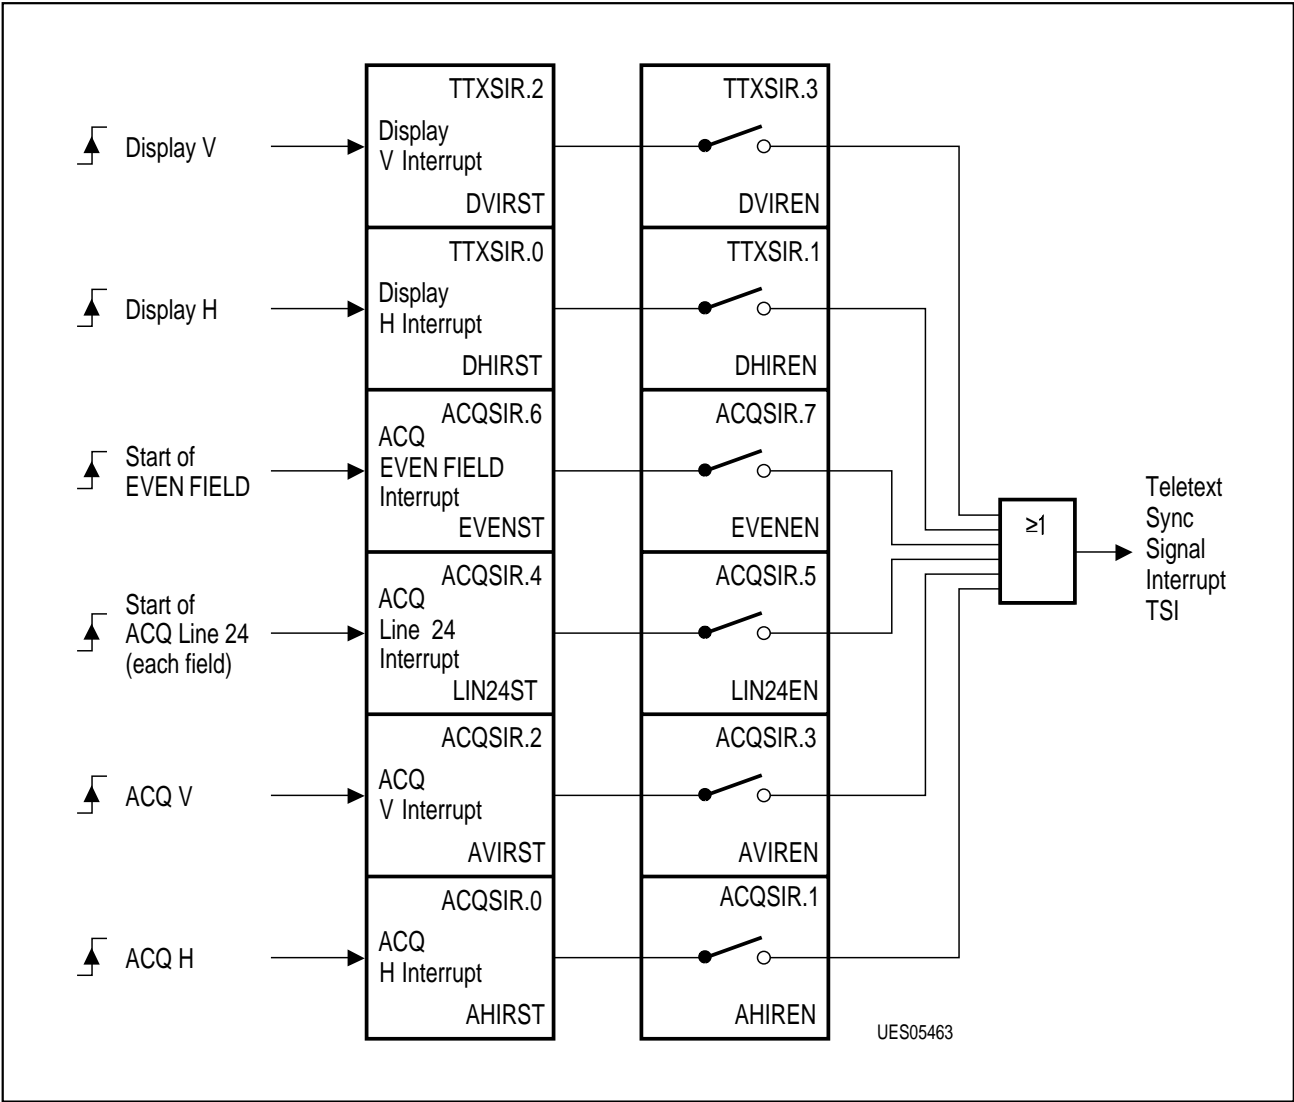 TTXSIR.2
TTXSIR.3
Display V
Display
V Interrupt
DVIRST
DVIREN
TTXSIR.0
TTXSIR.1
Display H
Display
H Interrupt
DHIRST
DHIREN
ACQSIR.6
ACQSIR.7
Start of
EVEN FIELD
ACQ
EVEN FIELD
Interrupt
EVENST
EVENEN
ACQSIR.4
ACQSIR.5
Start of
ACQ Line 24
(each field)
ACQ
Line 24
Interrupt
LIN24ST
LIN24EN
ACQSIR.2
ACQSIR.3
ACQ V
ACQ
V Interrupt
AVIRST
AVIREN
ACQSIR.0
ACQSIR.1
ACQ H
ACQ
H Interrupt
AHIRST
AHIREN
≥1
Teletext
Sync
Signal
Interrupt
TSI
UES05463